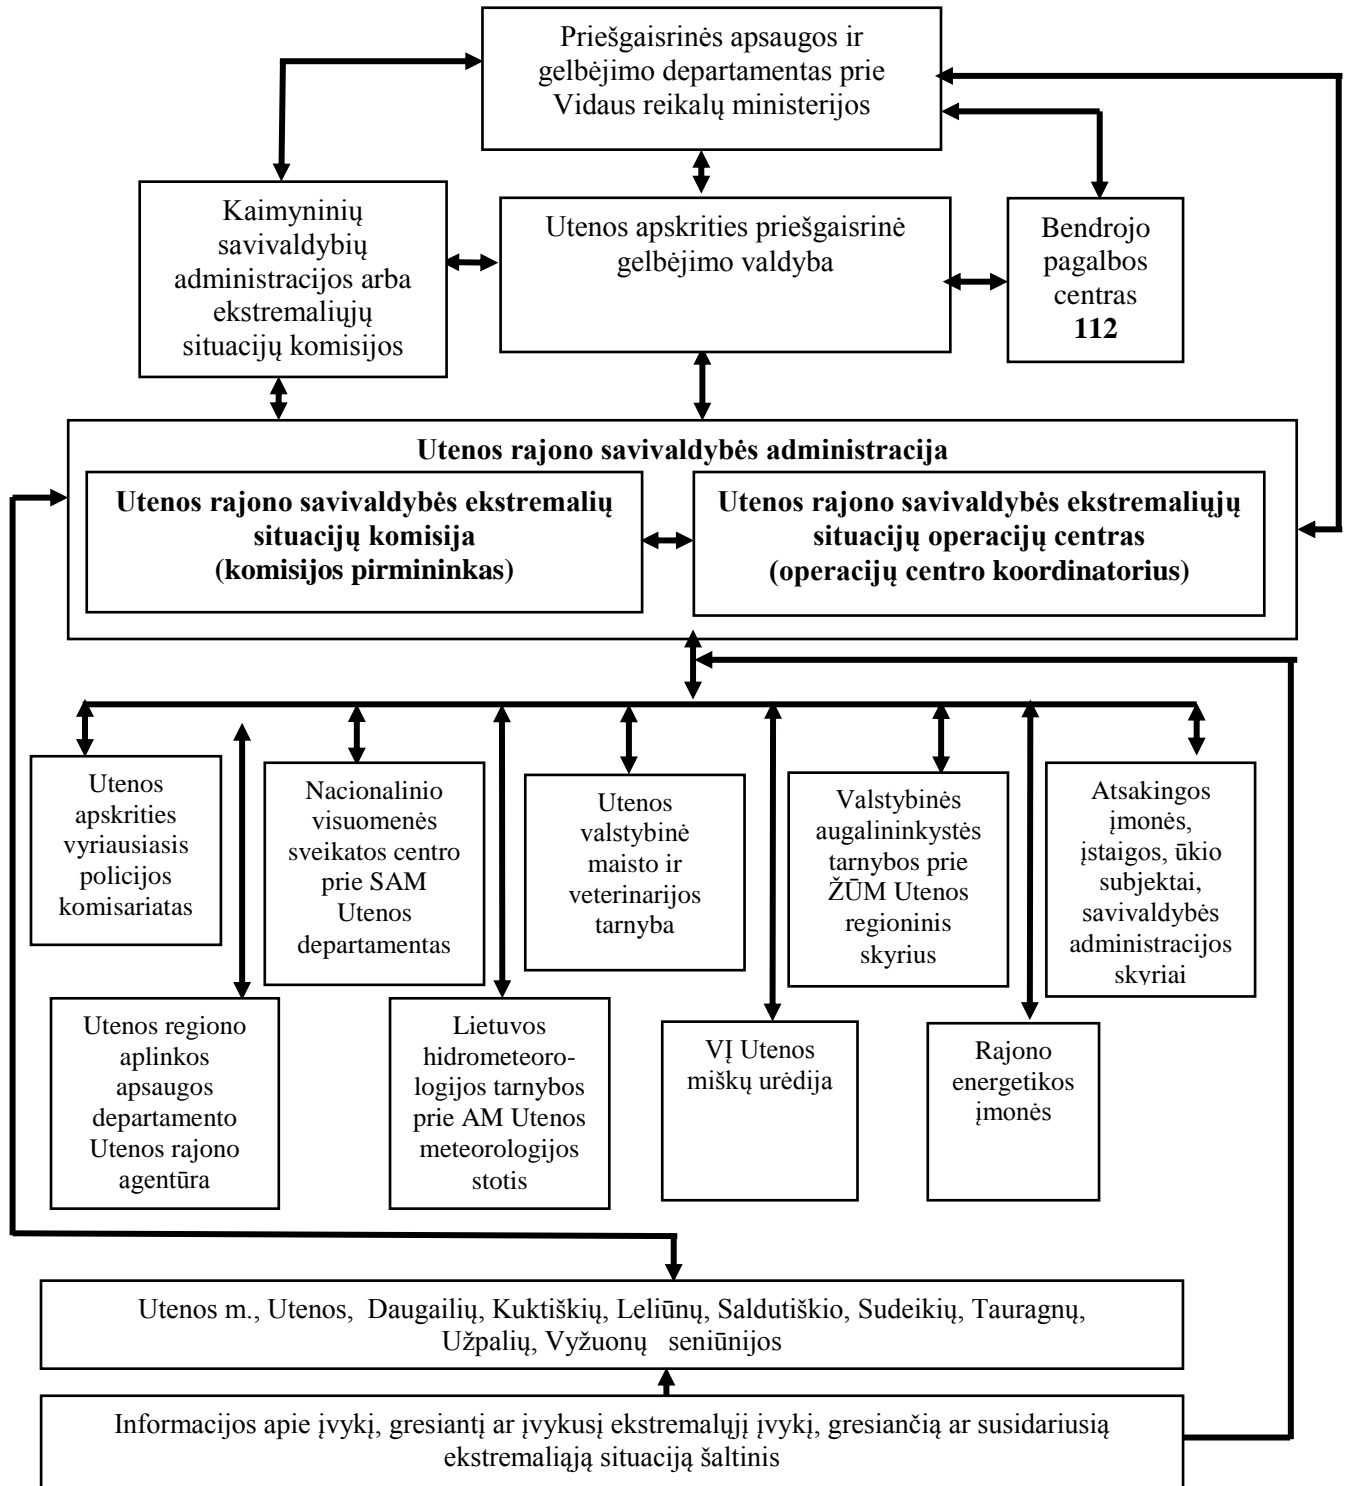 Priešgaisrinės apsaugos ir
gelbėjimo departamentas prie
Vidaus reikalų ministerijos
Kaimyninių
savivaldybių
administracijos arba
ekstremaliųjų
situacijų komisijos
Utenos apskrities priešgaisrinė
gelbėjimo valdyba
Bendrojo
pagalbos
centras
112
Utenos rajono savivaldybės administracija
Utenos rajono savivaldybės ekstremalių
situacijų komisija
(komisijos pirmininkas)
Utenos rajono savivaldybės ekstremaliųjų
situacijų operacijų centras
(operacijų centro koordinatorius)
Utenos
apskrities
vyriausiasis
policijos
komisariatas
Nacionalinio
visuomenės
sveikatos centro
prie SAM
Utenos
departamentas
Utenos
valstybinė
maisto ir
veterinarijos
tarnyba
Valstybinės
augalininkystės
tarnybos prie
ŽŪM Utenos
regioninis
skyrius
Atsakingos
įmonės,
įstaigos, ūkio
subjektai,
savivaldybės
administracijos
skyriai
Utenos regiono
aplinkos
apsaugos
departamento
Utenos rajono
agentūra
Lietuvos
hidrometeoro-
logijos tarnybos
prie AM Utenos
meteorologijos
stotis
VĮ Utenos
miškų urėdija
Rajono
energetikos
įmonės
Utenos m., Utenos, Daugailių, Kuktiškių, Leliūnų, Saldutiškio, Sudeikių, Tauragnų,
Užpalių, Vyžuonų seniūnijos
Informacijos apie įvykį, gresiantį ar įvykusį ekstremalųjį įvykį, gresiančią ar susidariusią
ekstremaliąją situaciją šaltinis